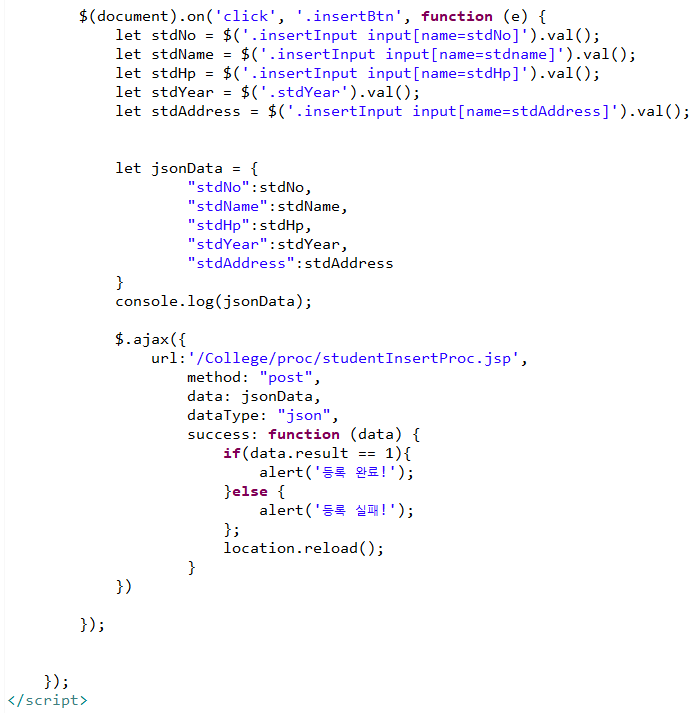 $(document).on('click', '.insertBtn', function (e) {
let stdNo = $('.insertInput input[name=stdNo]').val();
let stdName = $('.insertInput input[name=stdname]').val();
let stdHp = $('.insertInput input[name=stdHp]').val();
let stdYear = $('.stdYear').val();
let stdAddress = $('.insertInput input[name=stdAddress]').val();
let jsonData = {
"stdNo":stdNo,
"stdName":stdName,
"stdHp":stdHp,
"stdYear":stdYear,
"stdAddress":stdAddress
}
console.log(jsonData);
$.ajax({
url:'/College/proc/studentInsertProc.jsp',
method: "post",
data: jsonData,
dataType: "json",
success: function (data) {
if(data.result == 1){
alert('등록 완료!');
}else {
alert('등록 실패!');
};
location.reload();
}
})
});
});
</script>